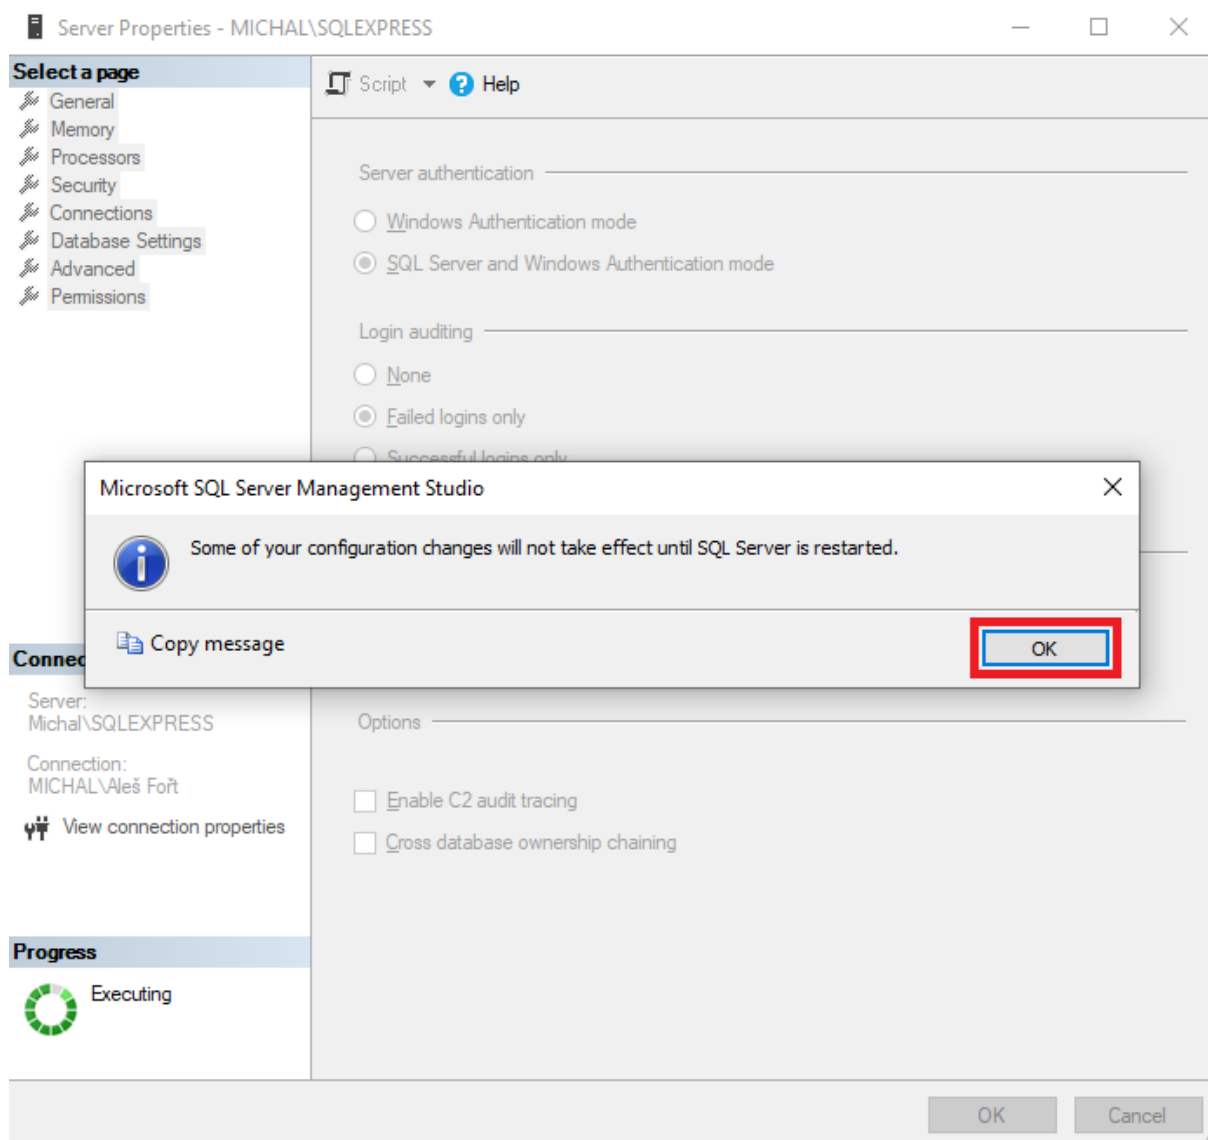 Server Properties - MICHAL\SQLEXPRESS
Select a page
General
Memory
Processors
Security
Connections
Database Settings
Advanced
Permissions
Script
Help
Server authentication
Windows Authentication mode
SQL Server and Windows Authentication mode
Login auditing
None
Failed logins only
Successful logins only
Microsoft SQL Server Management Studio
Some of your configuration changes will not take effect until SQL Server is restarted.
Copy message
OK
Connec
Server:
Michal\SQLEXPRESS
Connection:
MICHAL\Aleš Fořt
View connection properties
Options
Enable C2 audit tracing
Cross database ownership chaining
Progress
Executing
OK
Cancel